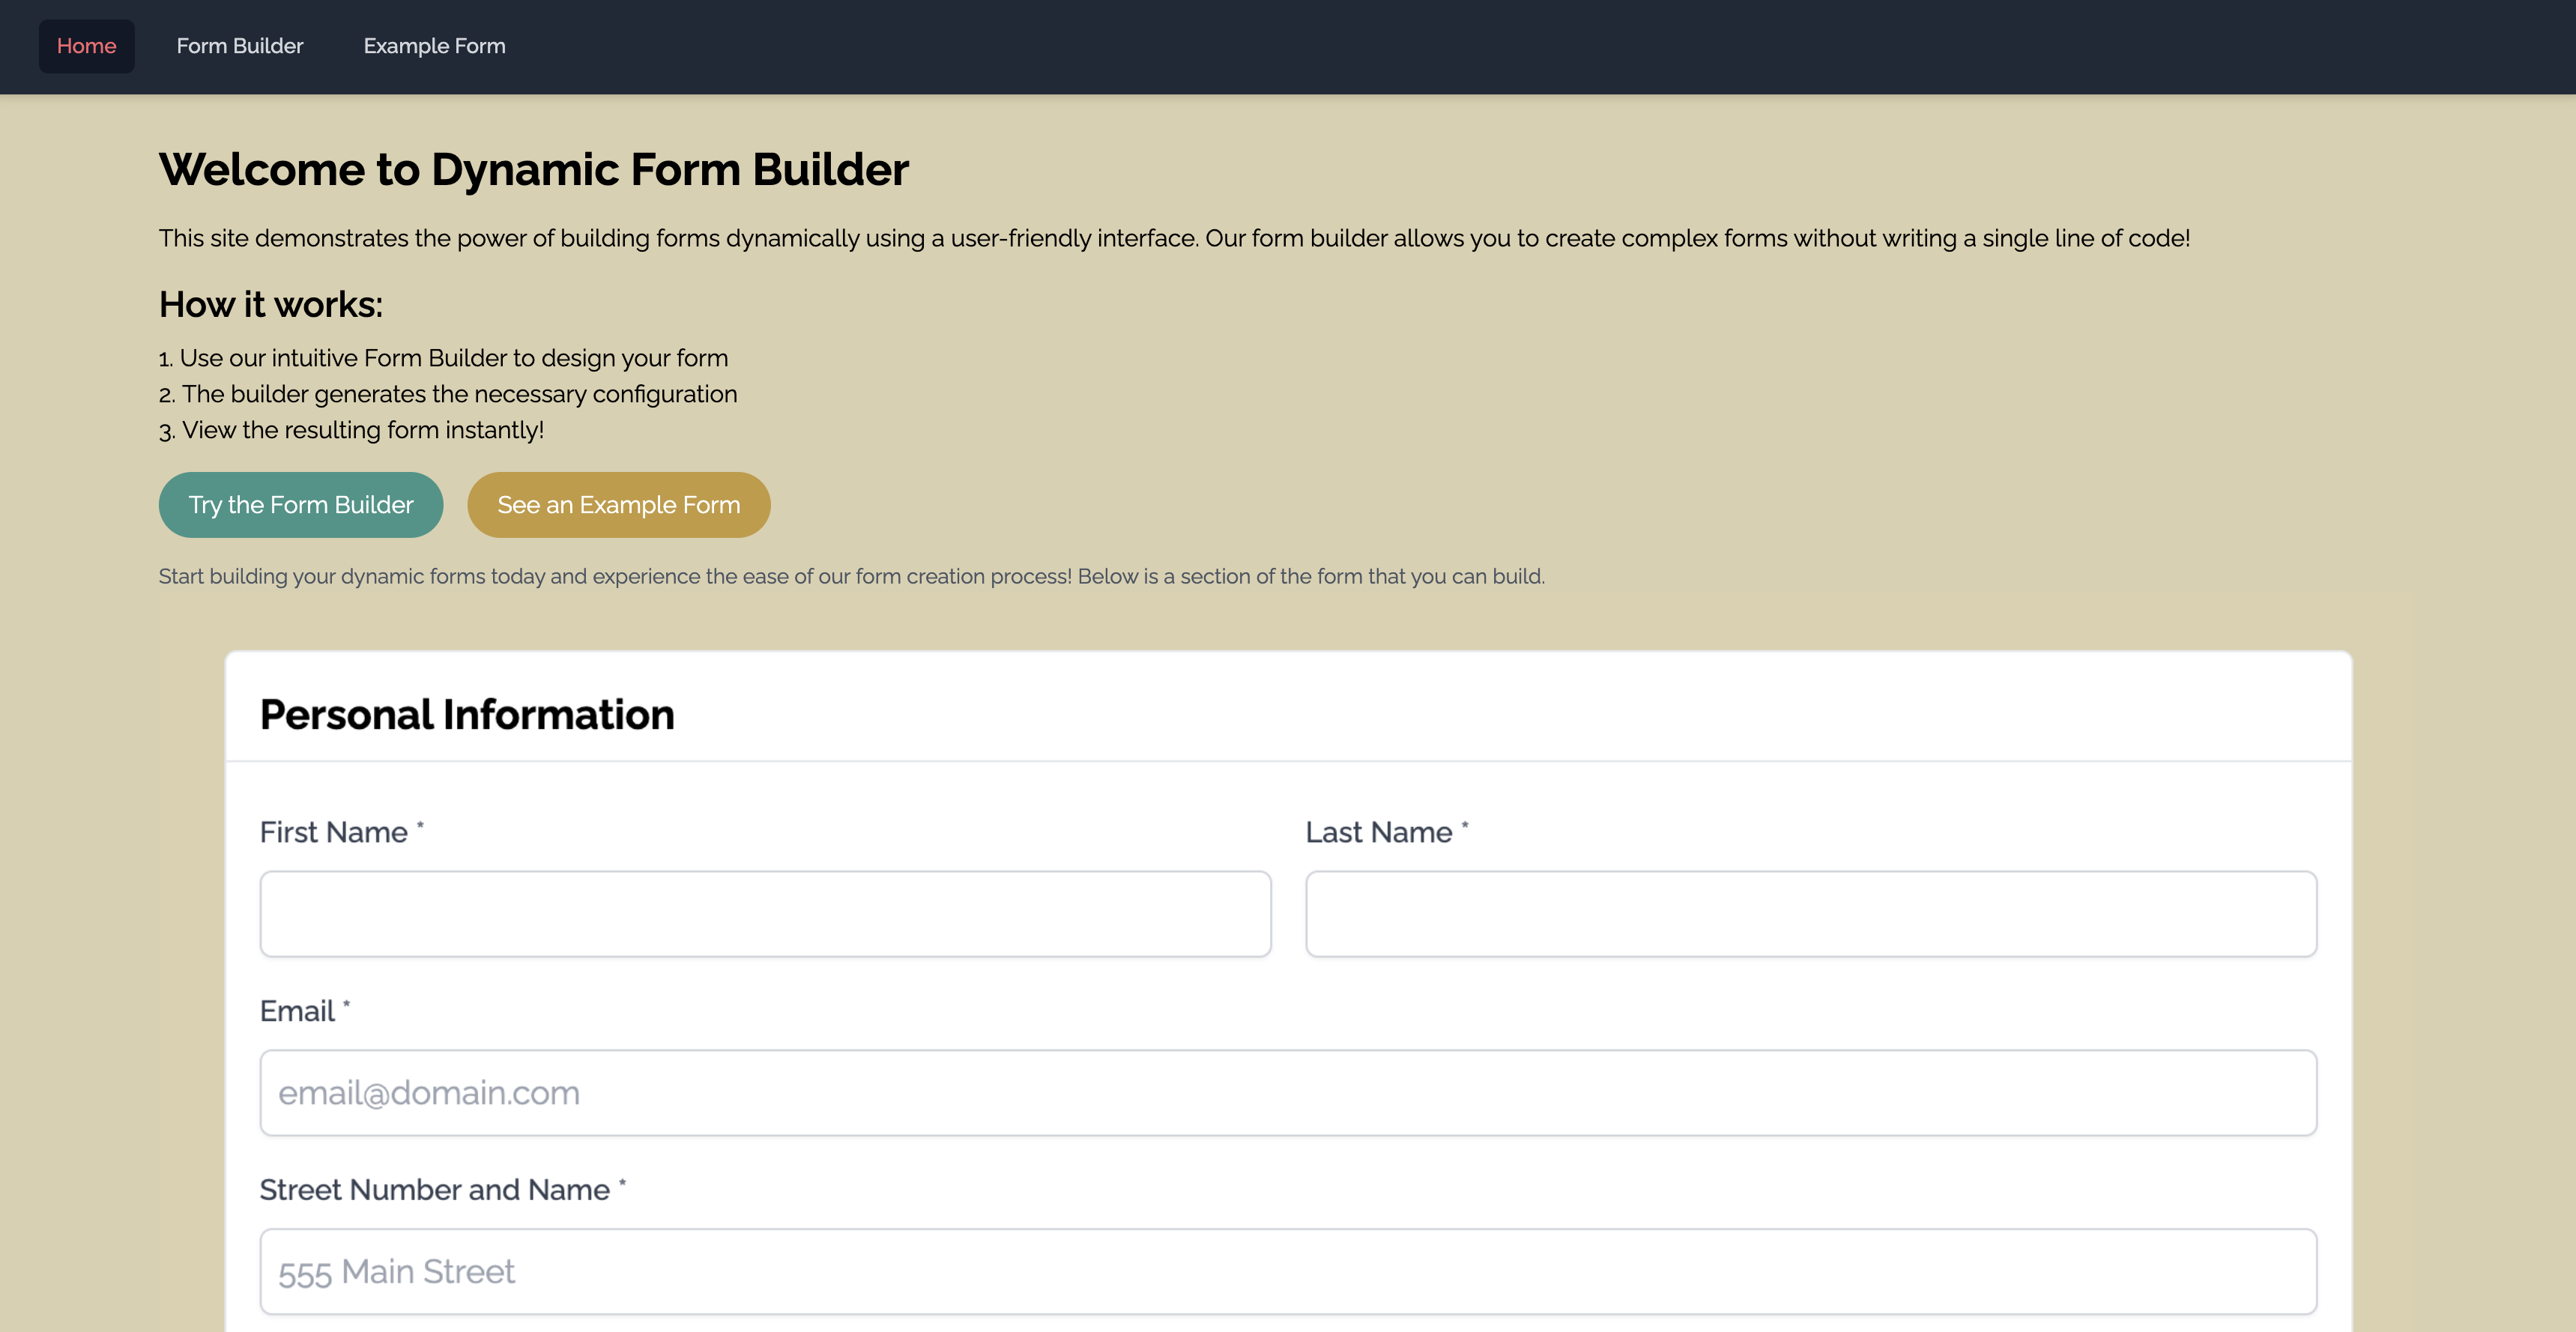 Home Form Builder Example Form
Welcome to Dynamic Form Builder
This site demonstrates the power of building forms dynamically using a user-friendly interface. Our form builder allows you to create complex forms without writing a single line of code!
How it works:
1. Use our intuitive Form Builder to design your form
2. The builder generates the necessary configuration
3. View the resulting form instantly!
Try the Form Builder See an Example Form
Start building your dynamic forms today and experience the ease of our form creation process! Below is a section of the form that you can build.
Personal Information
First Name * Last Name *
Email *
email@domain.com
Street Number and Name *
555 Main Street